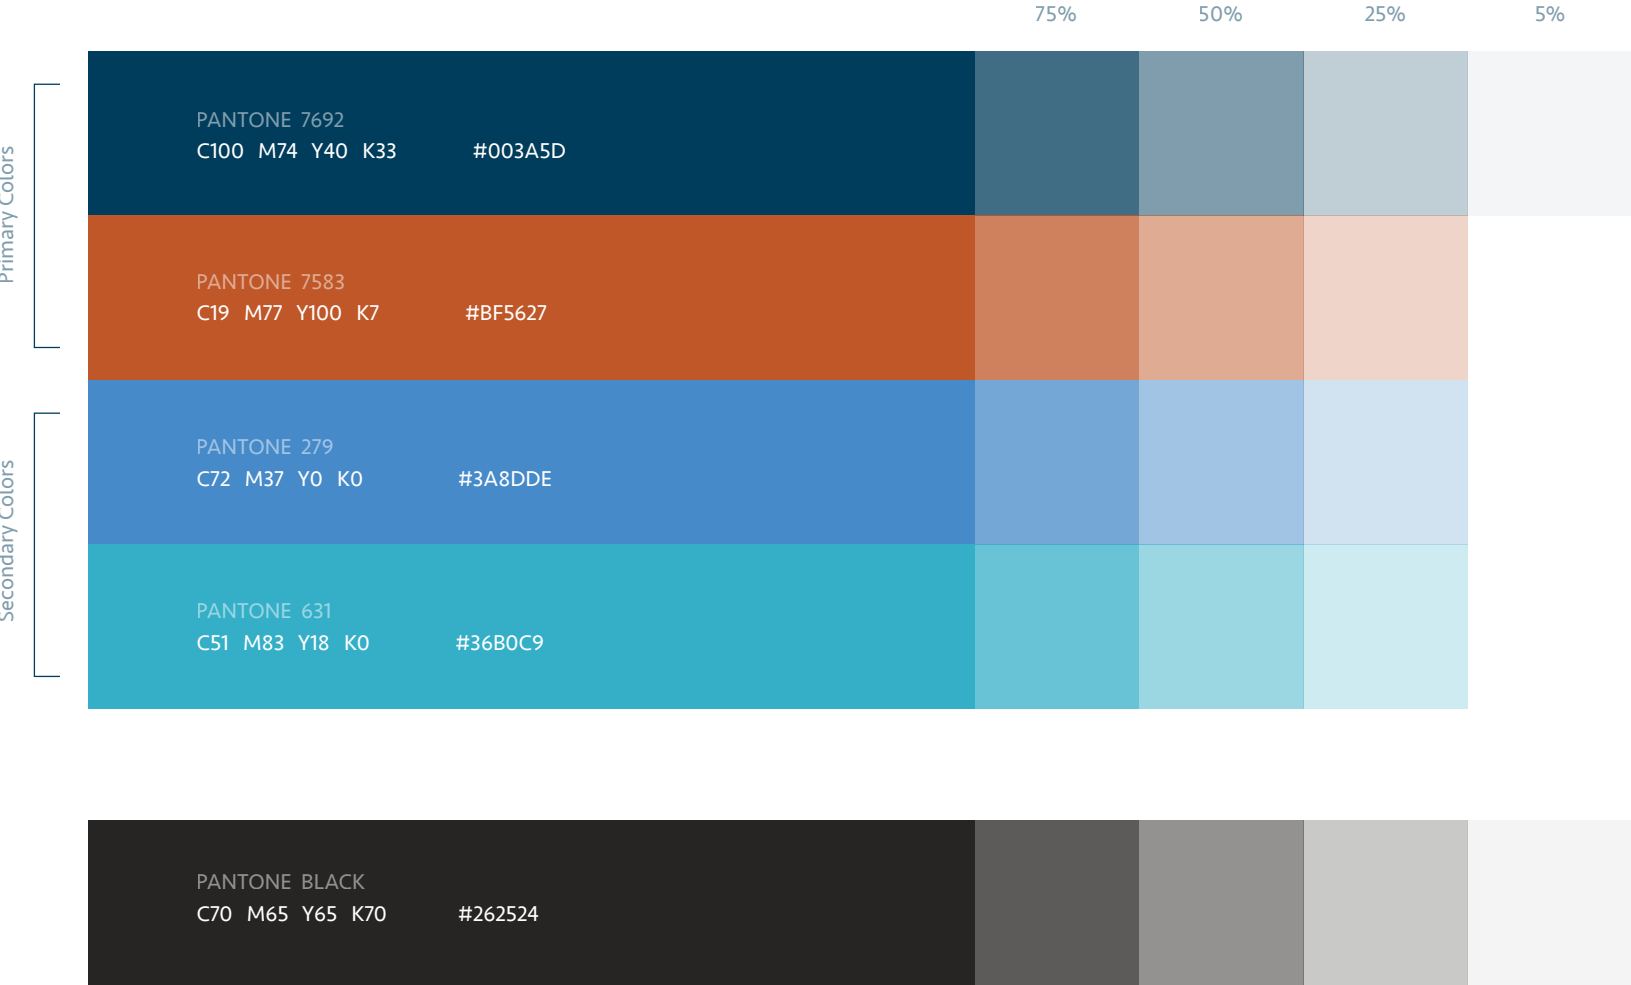 75% 50% 25% 5%
Primary Colors
PANTONE 7692
C100 M74 Y40 K33 #003A5D
PANTONE 7583
C19 M77 Y100 K7 #BF5627
Secondary Colors
PANTONE 279
C72 M37 Y0 K0 #3A8DDE
PANTONE 631
C51 M83 Y18 K0 #36B0C9
PANTONE BLACK
C70 M65 Y65 K70 #262524